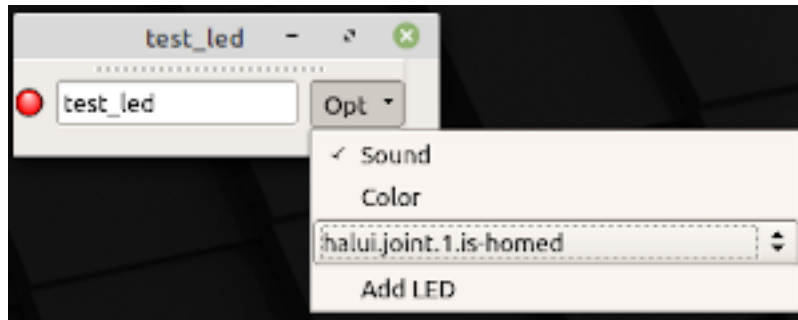 test_led
test_led Opt
Sound
Color
halui.joint.1.is-homed
Add LED